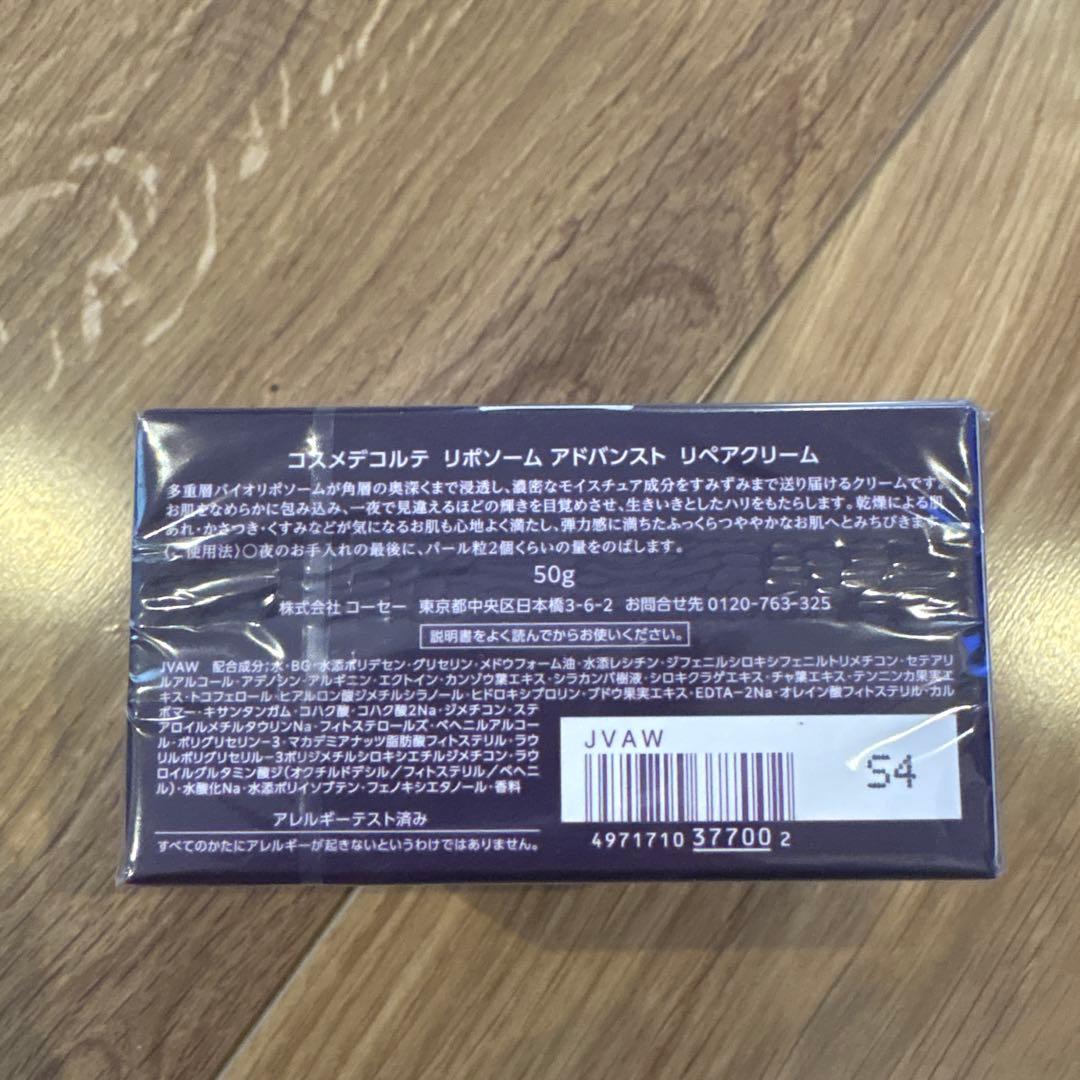 コスメデコルテ リポソーム アドバンスト リペアクリーム
多重層バイオリポソームが角層の奥深くまで浸透し、濃密なモイスチュア成分をすみずみまで送り届けるクリームです。
お肌をなめらかに包み込み、一夜で見違えるほどの輝きを目覚めさせ、生きいきとしたハリをもたらします。乾燥による肌
あれ・かさつき・くすみなどが気になるお肌も心地よく満たし、弾力感に満ちたふっくらつややかなお肌へとみちびきます。
〈ご使用法〉○夜のお手入れの最後に、パール粒2個くらいの量をのばします。
50g
株式会社 コーセー 東京都中央区日本橋3-6-2 お問合せ先 0120-763-325
説明書をよく読んでからお使いください。
JVAW 配合成分；水・BG・水添ポリデセン・グリセリン・メドウフォーム油・水添レシチン・ジフェニルシロキシフェニルトリメチコン・セテアリ
ルアルコール・アデノシン・アルギニン・エクトイン・カンゾウ葉エキス・シラカンバ樹液・シロキクラゲエキス・チャ葉エキス・テンニンカ果実エ
キス・トコフェロール・ヒアルロン酸ジメチルシラノール・ヒドロキシプロリン・ブドウ果実エキス・EDTA-2Na・オレイン酸フィトステリル・カル
ボマー・キサンタンガム・コハク酸・コハク酸2Na・ジメチコン・ステ
アロイルメチルタウリンNa・フィトステロールズ・ベヘニルアルコー
ル・ポリグリセリン-3・マカデミアナッツ脂肪酸フィトステリル・ラウ
リルポリグリセリル-3ポリジメチルシロキシエチルジメチコン・ラウ
ロイルグルタミン酸ジ（オクチルドデシル／フィトステリル／ベヘニ
ル）・水酸化Na・水添ポリイソブテン・フェノキシエタノール・香料
アレルギーテスト済み
すべてのかたにアレルギーが起きないというわけではありません。
JVAW
S4
4971710 37700 2